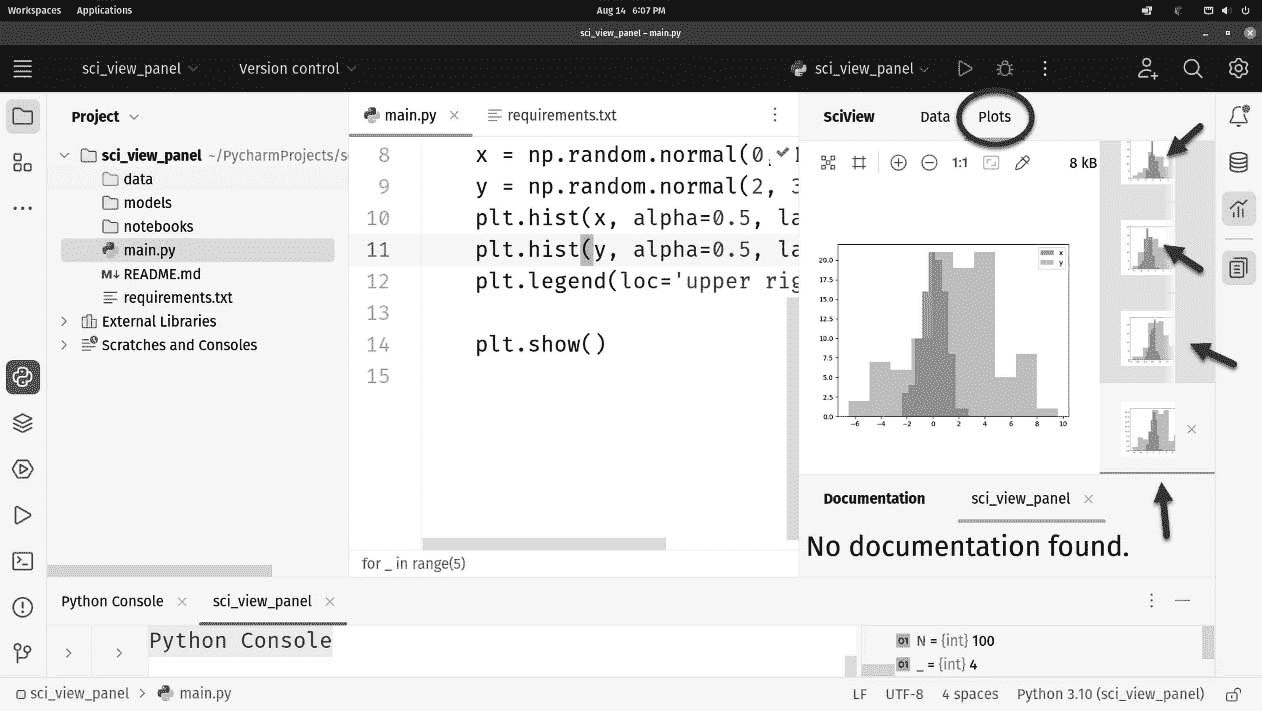 Workspaces Applications Aug 14 6:07 PM
sci_view_panel – main.py
sci_view_panel Version control sci_view_panel
Project
sci_view_panel ~/PycharmProjects/s
data
models
notebooks
main.py
README.md
requirements.txt
External Libraries
Scratches and Consoles
main.py requirements.txt
8 x = np.random.normal(0,
9 y = np.random.normal(2, 3
10 plt.hist(x, alpha=0.5, la
11 plt.hist(y, alpha=0.5, la
12 plt.legend(loc='upper rig
13
14 plt.show()
15
for _ in range(5)
SciView Data Plots
1:1 8 kB
x
y
20.0
17.5
15.0
12.5
10.0
7.5
5.0
2.5
0.0
−6 −4 −2 0 2 4 6 8 10
Documentation sci_view_panel
No documentation found.
Python Console sci_view_panel
Python Console
01 N = {int} 100
01 _ = {int} 4
sci_view_panel > main.py LF UTF-8 4 spaces Python 3.10 (sci_view_panel)